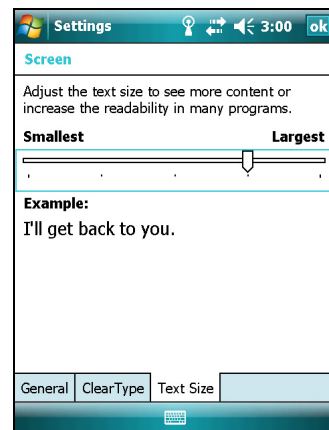 Settings 3:00 ok
Screen
Adjust the text size to see more content or
increase the readability in many programs.
Smallest Largest
Example:
I'll get back to you.
General ClearType Text Size